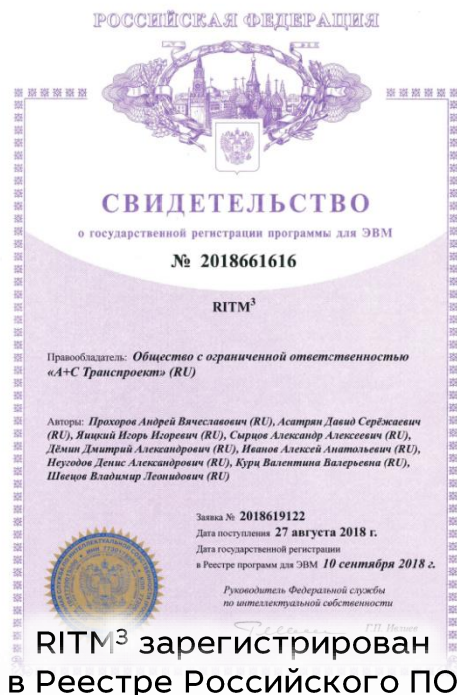 РОССИЙСКАЯ ФЕДЕРАЦИЯ
СВИДЕТЕЛЬСТВО
о государственной регистрации программы для ЭВМ
№ 2018661616
RITM³
Правообладатель: Общество с ограниченной ответственностью
«А+С Транспроект» (RU)
Авторы: Прохоров Андрей Вячеславович (RU), Асатрян Давид Серёжаевич
(RU), Яицкий Игорь Игоревич (RU), Сырцов Александр Алексеевич (RU),
Дёмин Дмитрий Александрович (RU), Иванов Алексей Анатольевич (RU),
Неугодов Денис Александрович (RU), Курц Валентина Валерьевна (RU),
Швецов Владимир Леонидович (RU)
Заявка № 2018619122
Дата поступления 27 августа 2018 г.
Дата государственной регистрации
в Реестре программ для ЭВМ 10 сентября 2018 г.
Руководитель Федеральной службы
по интеллектуальной собственности
Г.П. Ивлиев
RITM³ зарегистрирован
в Реестре Российского ПО